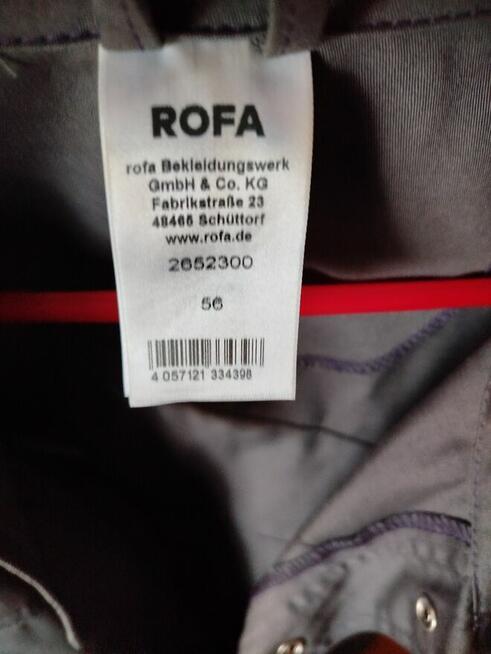 ROFA
rofa Bekleidungswerk
GmbH & Co. KG
Fabrikstraße 23
48465 Schüttorf
www.rofa.de
2652300
56
4 057121 334398